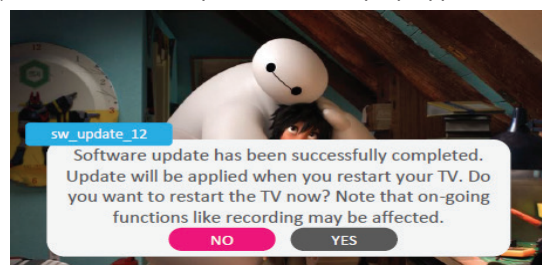 sw_update_12
Software update has been successfully completed.
Update will be applied when you restart your TV. Do
you want to restart the TV now? Note that on-going
functions like recording may be affected.
NO
YES